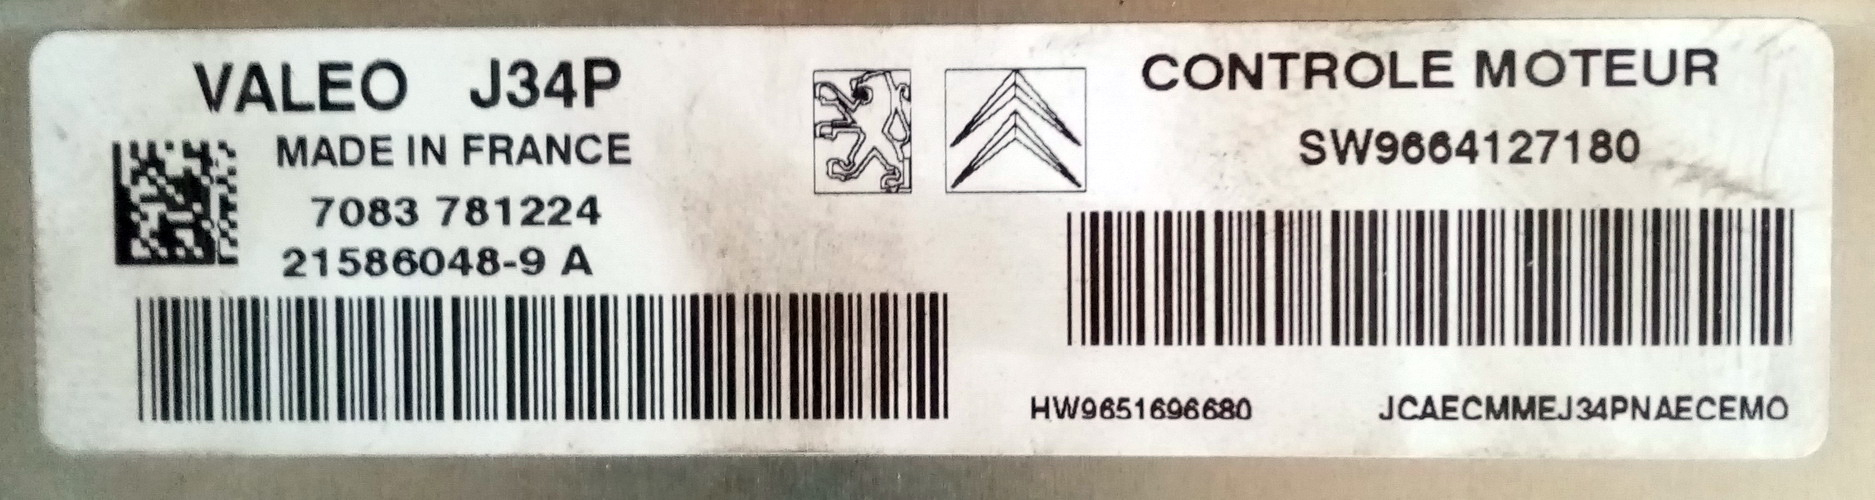 VALEO J34P
MADE IN FRANCE
7083 781224
21586048-9 A
CONTROLE MOTEUR
SW9664127180
HW9651696680 JCAECMMEJ34PNAECEMO